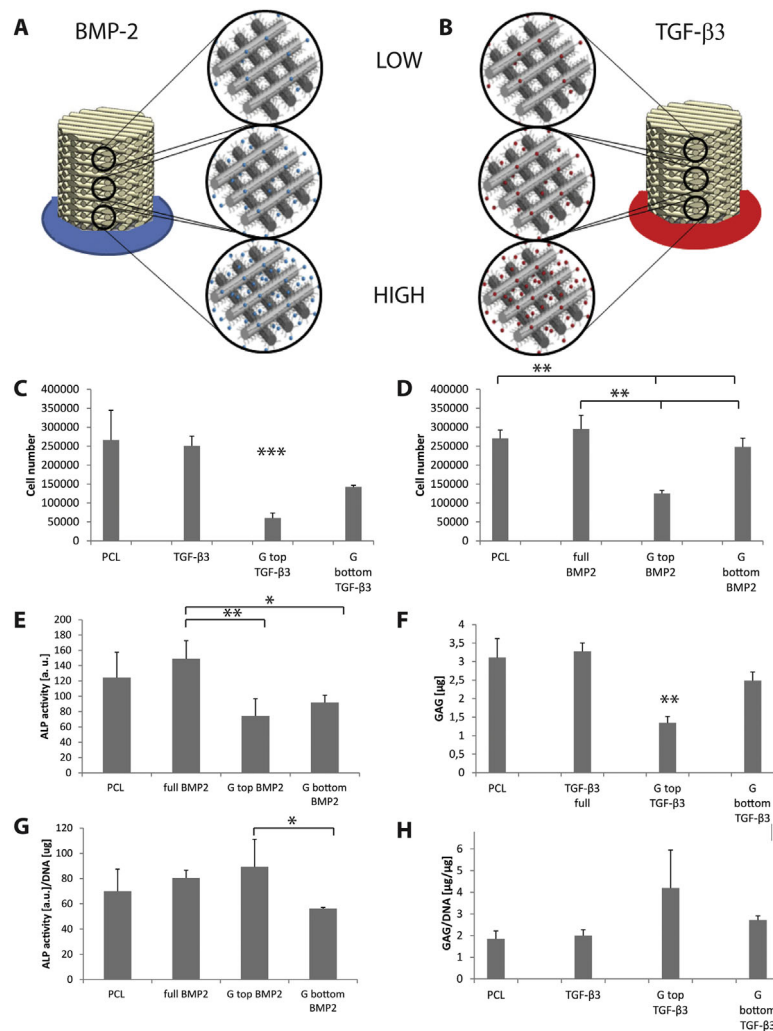 A
BMP-2
LOW
HIGH
B
TGF-β3
C
Cell number
400000
350000
300000
250000
200000
150000
100000
50000
0
***
PCL
TGF-β3
G top
TGF-β3
G
bottom
TGF-β3
D
Cell number
400000
350000
300000
250000
200000
150000
100000
50000
0
**
**
PCL
full
BMP2
G top
BMP2
G
bottom
BMP2
E
ALP activity [a. u.]
200
180
160
140
120
100
80
60
40
20
0
*
**
PCL
full BMP2
G top BMP2
G bottom
BMP2
F
GAG [µg]
4
3,5
3
2,5
2
1,5
1
0,5
0
**
PCL
TGF-β3
full
G top
TGF-β3
G
bottom
TGF-β3
G
ALP activity [a.u.]/DNA [ug]
120
100
80
60
40
20
0
*
PCL
full BMP2
G top BMP2
G bottom
BMP2
H
GAG/DNA [µg/µg]
6
5
4
3
2
1
0
PCL
TGF-β3
G top
TGF-β3
G
bottom
TGF-β3